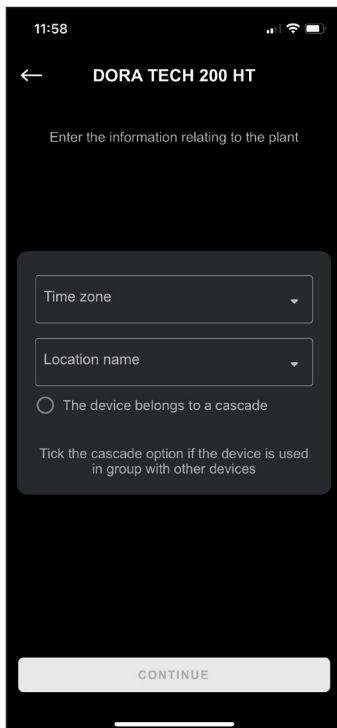 11:58
DORA TECH 200 HT
Enter the information relating to the plant
Time zone
Location name
The device belongs to a cascade
Tick the cascade option if the device is used
in group with other devices
CONTINUE